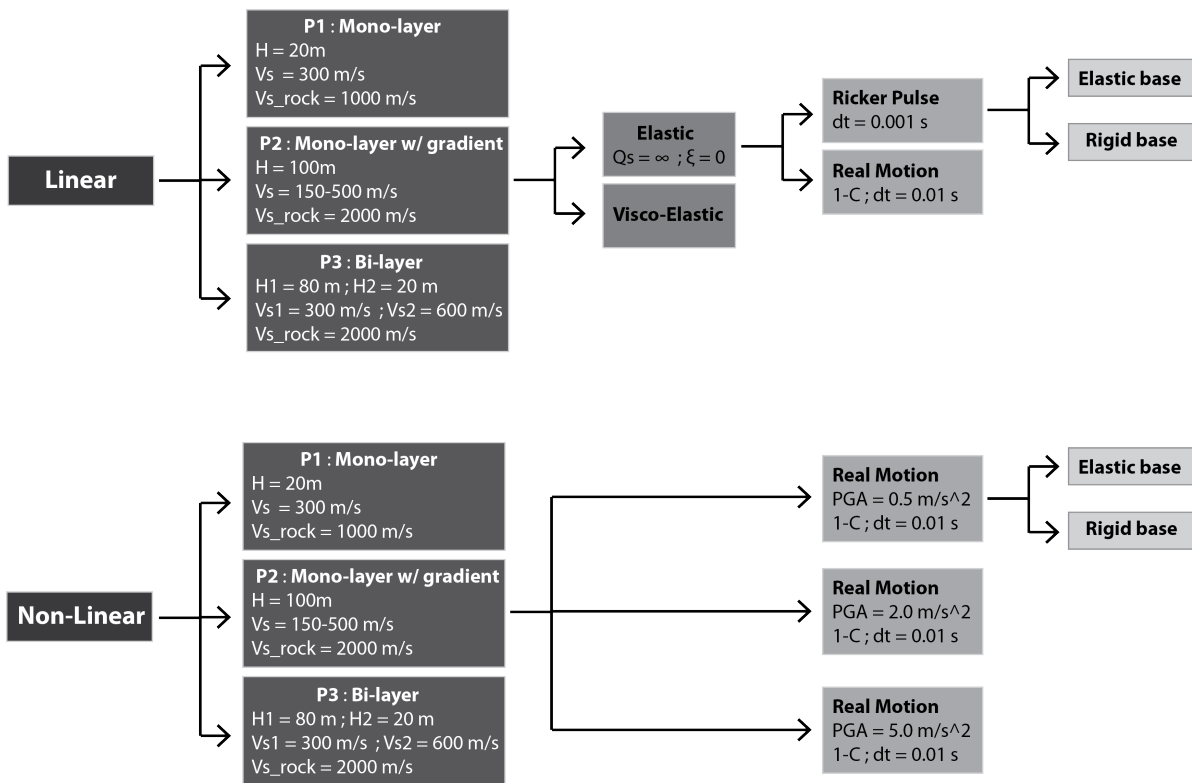 Linear
P1 : Mono-layer
H = 20m
Vs = 300 m/s
Vs_rock = 1000 m/s
P2 : Mono-layer w/ gradient
H = 100m
Vs = 150-500 m/s
Vs_rock = 2000 m/s
P3 : Bi-layer
H1 = 80 m ; H2 = 20 m
Vs1 = 300 m/s ; Vs2 = 600 m/s
Vs_rock = 2000 m/s
Elastic
Qs = ∞ ; ξ = 0
Visco-Elastic
Ricker Pulse
dt = 0.001 s
Real Motion
1-C ; dt = 0.01 s
Elastic base
Rigid base
Non-Linear
P1 : Mono-layer
H = 20m
Vs = 300 m/s
Vs_rock = 1000 m/s
P2 : Mono-layer w/ gradient
H = 100m
Vs = 150-500 m/s
Vs_rock = 2000 m/s
P3 : Bi-layer
H1 = 80 m ; H2 = 20 m
Vs1 = 300 m/s ; Vs2 = 600 m/s
Vs_rock = 2000 m/s
Real Motion
PGA = 0.5 m/s^2
1-C ; dt = 0.01 s
Real Motion
PGA = 2.0 m/s^2
1-C ; dt = 0.01 s
Real Motion
PGA = 5.0 m/s^2
1-C ; dt = 0.01 s
Elastic base
Rigid base